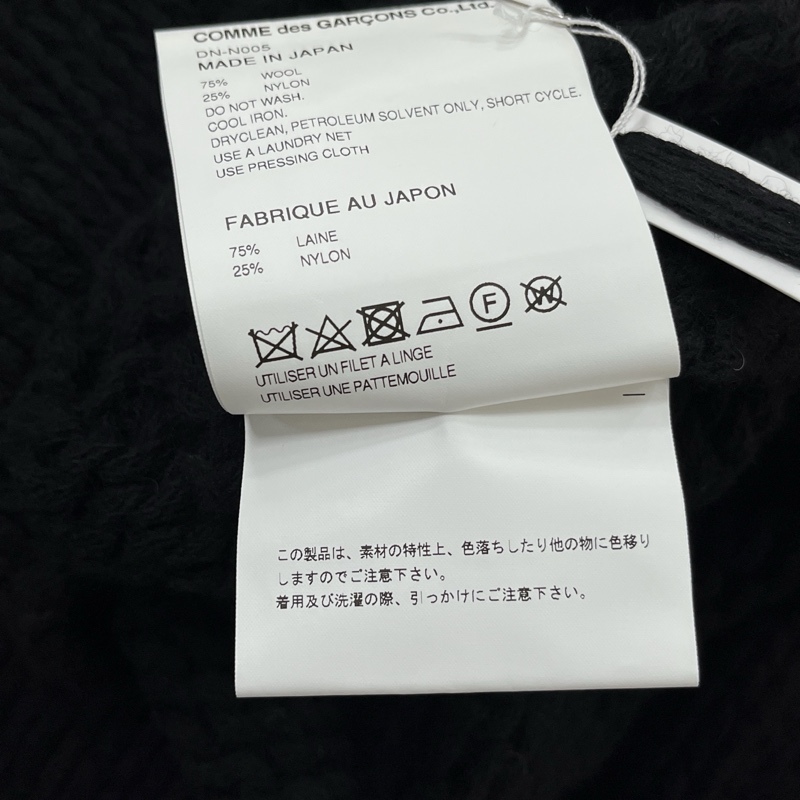 COMME des GARÇONS Co.,Ltd.
DN-N005
MADE IN JAPAN
75% WOOL
25% NYLON
DO NOT WASH.
COOL IRON.
DRYCLEAN, PETROLEUM SOLVENT ONLY, SHORT CYCLE.
USE A LAUNDRY NET
USE PRESSING CLOTH
FABRIQUE AU JAPON
75% LAINE
25% NYLON
F W
UTILISER UN FILET A LINGE
UTILISER UNE PATTEMOUILLE
この製品は、素材の特性上、色落ちしたり他の物に色移り
しますのでご注意下さい。
着用及び洗濯の際、引っかけにご注意下さい。